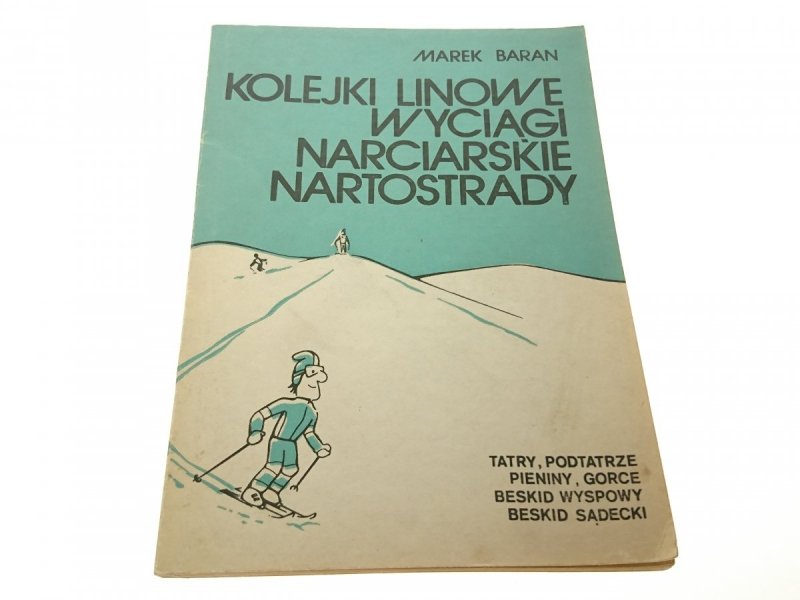 MAREK BARAN
KOLEJKI LINOWE
WYCIĄGI
NARCIARSKIE
NARTOSTRADY
TATRY, PODTATRZE
PIENINY, GORCE
BESKID WYSPOWY
BESKID SĄDECKI